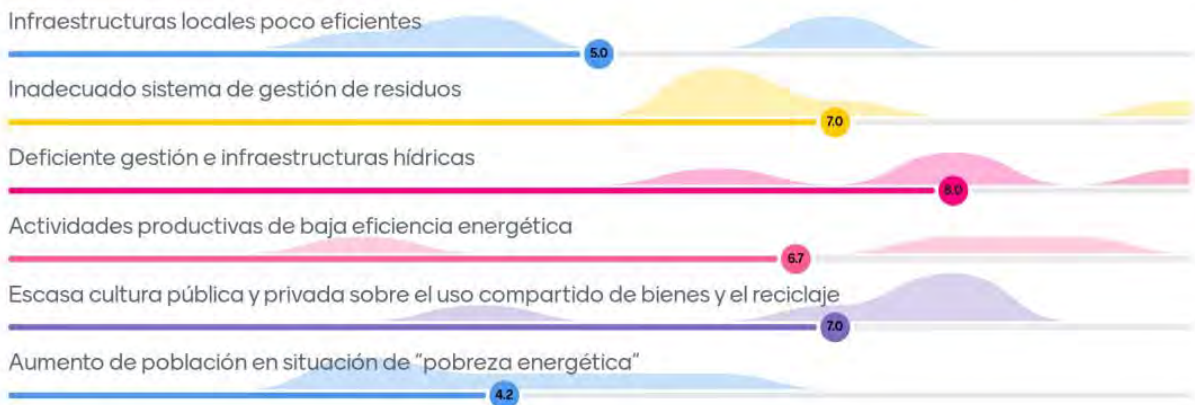 Infraestructuras locales poco eficientes
5.0
Inadecuado sistema de gestión de residuos
7.0
Deficiente gestión e infraestructuras hídricas
8.0
Actividades productivas de baja eficiencia energética
6.7
Escasa cultura pública y privada sobre el uso compartido de bienes y el reciclaje
7.0
Aumento de población en situación de "pobreza energética"
4.2